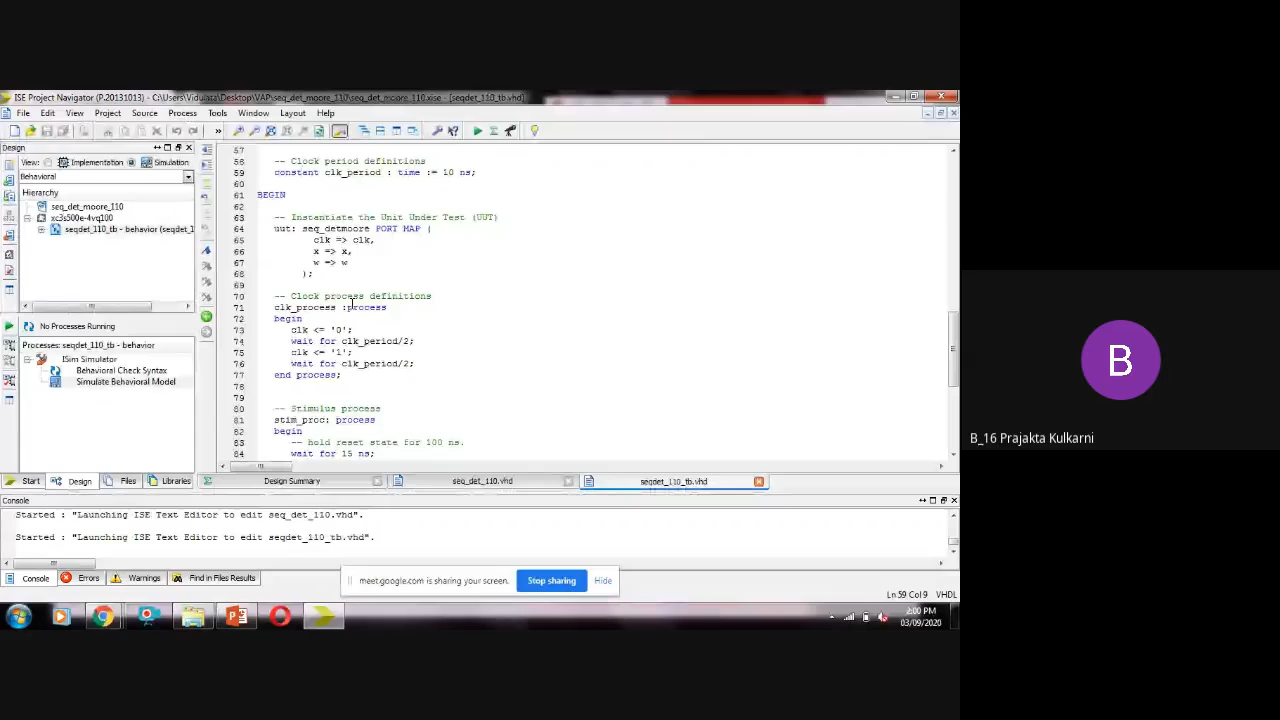 ISE Project Navigator (P.20131013) - C:\Users\Vidulata\Desktop\VAP\seq_det_moore_110\seq_det_moore_110.xise - [seqdet_110_tb.vhd]
File Edit View Project Source Process Tools Window Layout Help
Design
View: Implementation Simulation
Behavioral
Hierarchy
seq_det_moore_110
xc3s500e-4vq100
seqdet_110_tb - behavior (seqdet_1
No Processes Running
Processes: seqdet_110_tb - behavior
ISim Simulator
Behavioral Check Syntax
Simulate Behavioral Model
57
58 -- Clock period definitions
59 constant clk_period : time := 10 ns;
60
61 BEGIN
62
63 -- Instantiate the Unit Under Test (UUT)
64 uut: seq_detmoore PORT MAP (
65 clk => clk,
66 x => x,
67 w => w
68 );
69
70 -- Clock process definitions
71 clk_process :process
72 begin
73 clk <= '0';
74 wait for clk_period/2;
75 clk <= '1';
76 wait for clk_period/2;
77 end process;
78
79
80 -- Stimulus process
81 stim_proc: process
82 begin
83 -- hold reset state for 100 ns.
84 wait for 15 ns;
Start Design Files Libraries
Design Summary seq_det_110.vhd seqdet_110_tb.vhd
Console
Started : "Launching ISE Text Editor to edit seq_det_110.vhd".
Started : "Launching ISE Text Editor to edit seqdet_110_tb.vhd".
Console Errors Warnings Find in Files Results
meet.google.com is sharing your screen. Stop sharing Hide
Ln 59 Col 9 VHDL
03/09/2020
B
B_16 Prajakta Kulkarni